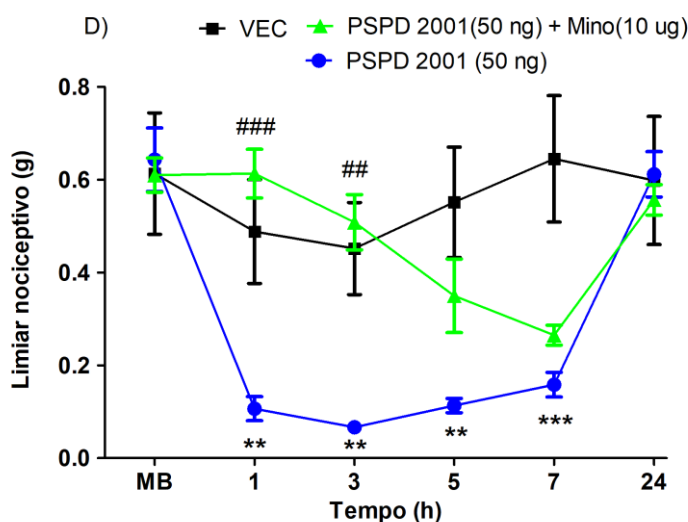 D)
VEC
PSPD 2001(50 ng) + Mino(10 ug)
PSPD 2001 (50 ng)
0.8
###
##
0.6
0.4
0.2
** ** ** ***
0.0
MB 1 3 5 7 24
Tempo (h)
Limiar nociceptivo (g)